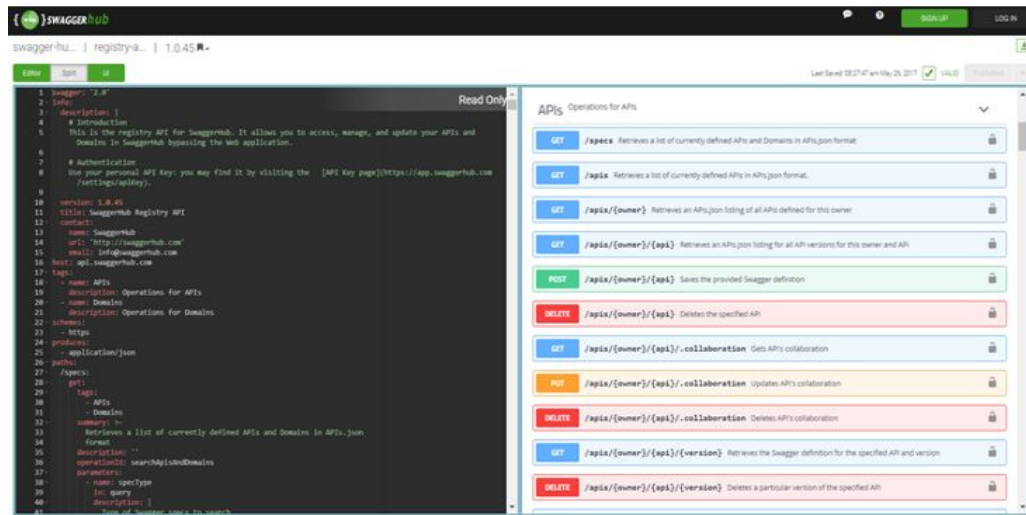 {...} SWAGGERhub
SIGN UP
LOG IN
swagger-hu... | registry-a... | 1.0.45
Editor Split UI
Last Saved: 08:27:47 am May 26, 2017 VALID Published
Read Only
1 swagger: '2.0'
2 info:
3 description: |
4 # Introduction
5 This is the registry API for SwaggerHub. It allows you to access, manage, and update your APIs and
Domains in SwaggerHub bypassing the Web application.
6
7 # Authentication
8 Use your personal API Key: you may find it by visiting the [API Key page](https://app.swaggerhub.com
/settings/apiKey).
9
10 version: 1.0.45
11 title: SwaggerHub Registry API
12 contact:
13 name: SwaggerHub
14 url: 'http://swaggerhub.com'
15 email: info@swaggerhub.com
16 host: api.swaggerhub.com
17 tags:
18 - name: APIs
19 description: Operations for APIs
20 - name: Domains
21 description: Operations for Domains
22 schemes:
23 - https
24 produces:
25 - application/json
26 paths:
27 /specs:
28 get:
29 tags:
30 - APIs
31 - Domains
32 summary: >-
33 Retrieves a list of currently defined APIs and Domains in APIs.json
34 format
35 description: ''
36 operationId: searchApisAndDomains
37 parameters:
38 - name: specType
39 in: query
40 description: |
41 Type of Swagger specs to search
APIs Operations for APIs
GET /specs Retrieves a list of currently defined APIs and Domains in APIs.json format
GET /apis Retrieves a list of currently defined APIs in APIs.json format.
GET /apis/{owner} Retrieves an APIs.json listing of all APIs defined for this owner
GET /apis/{owner}/{api} Retrieves an APIs.json listing for all API versions for this owner and API
POST /apis/{owner}/{api} Saves the provided Swagger definition
DELETE /apis/{owner}/{api} Deletes the specified API
GET /apis/{owner}/{api}/.collaboration Gets API's collaboration
PUT /apis/{owner}/{api}/.collaboration Updates API's collaboration
DELETE /apis/{owner}/{api}/.collaboration Deletes API's collaboration
GET /apis/{owner}/{api}/{version} Retrieves the Swagger definition for the specified API and version
DELETE /apis/{owner}/{api}/{version} Deletes a particular version of the specified API